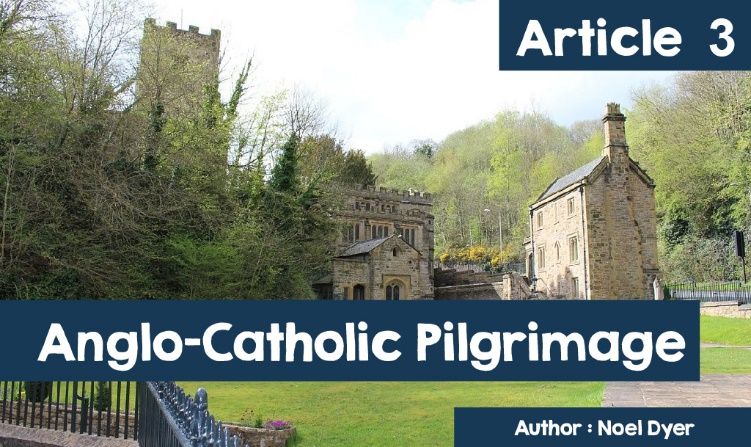 Article 3
Anglo-Catholic Pilgrimage
Author : Noel Dyer